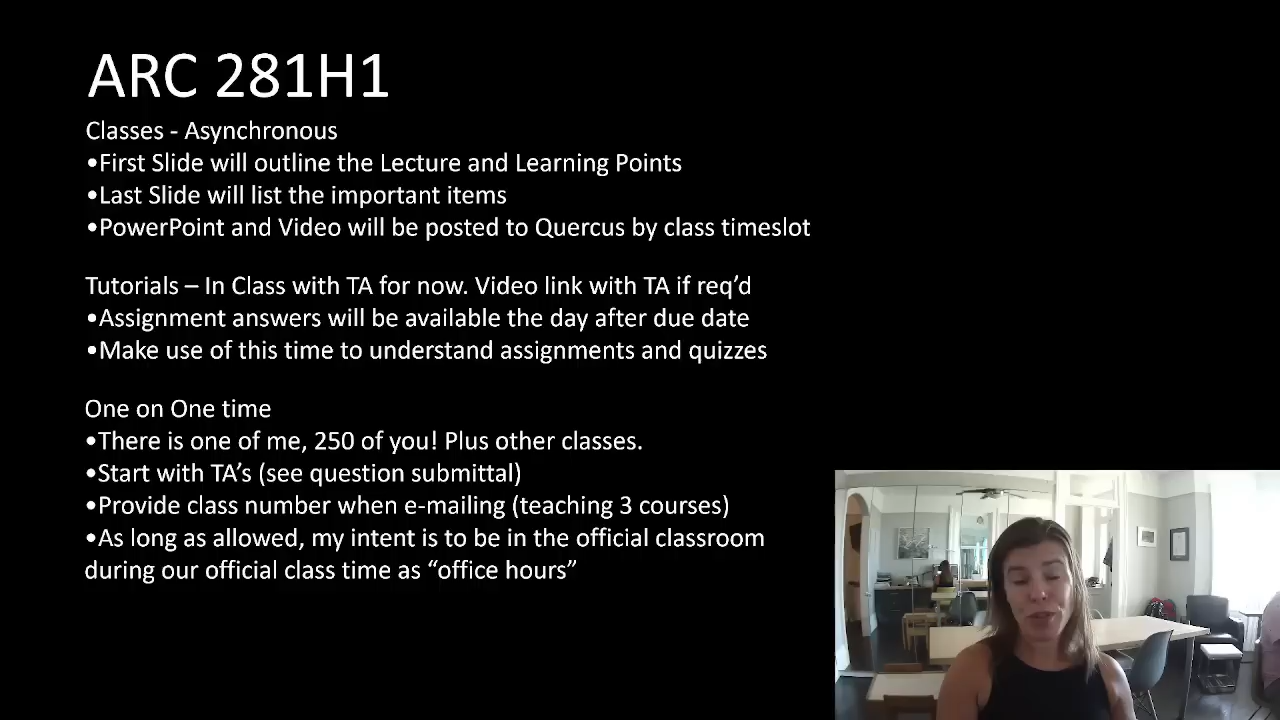 ARC 281H1
Classes - Asynchronous
•First Slide will outline the Lecture and Learning Points
•Last Slide will list the important items
•PowerPoint and Video will be posted to Quercus by class timeslot
Tutorials – In Class with TA for now. Video link with TA if req’d
•Assignment answers will be available the day after due date
•Make use of this time to understand assignments and quizzes
One on One time
•There is one of me, 250 of you! Plus other classes.
•Start with TA’s (see question submittal)
•Provide class number when e-mailing (teaching 3 courses)
•As long as allowed, my intent is to be in the official classroom
during our official class time as “office hours”